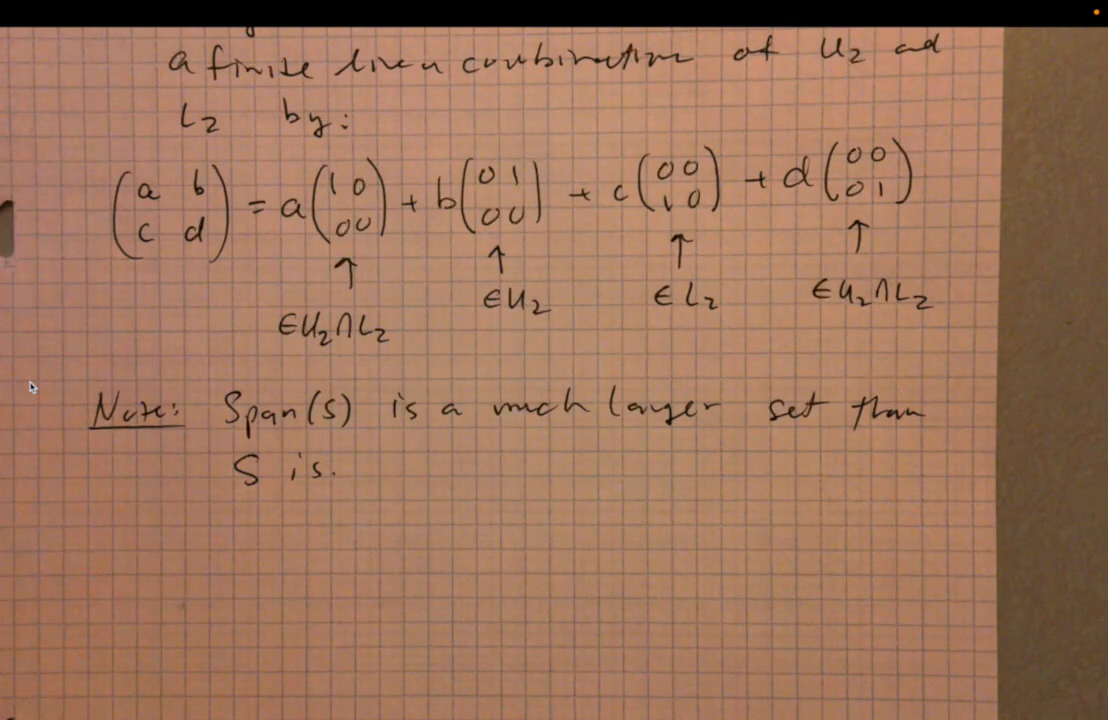 a finite linea combination of U₂ and
L₂ by:
(a b; c d) = a(1 0; 0 0) + b(0 1; 0 0) + c(0 0; 1 0) + d(0 0; 0 1)
↑ ↑ ↑ ↑
∈U₂∩L₂ ∈U₂ ∈L₂ ∈U₂∩L₂
Note: Span(S) is a much larger set than
S is.